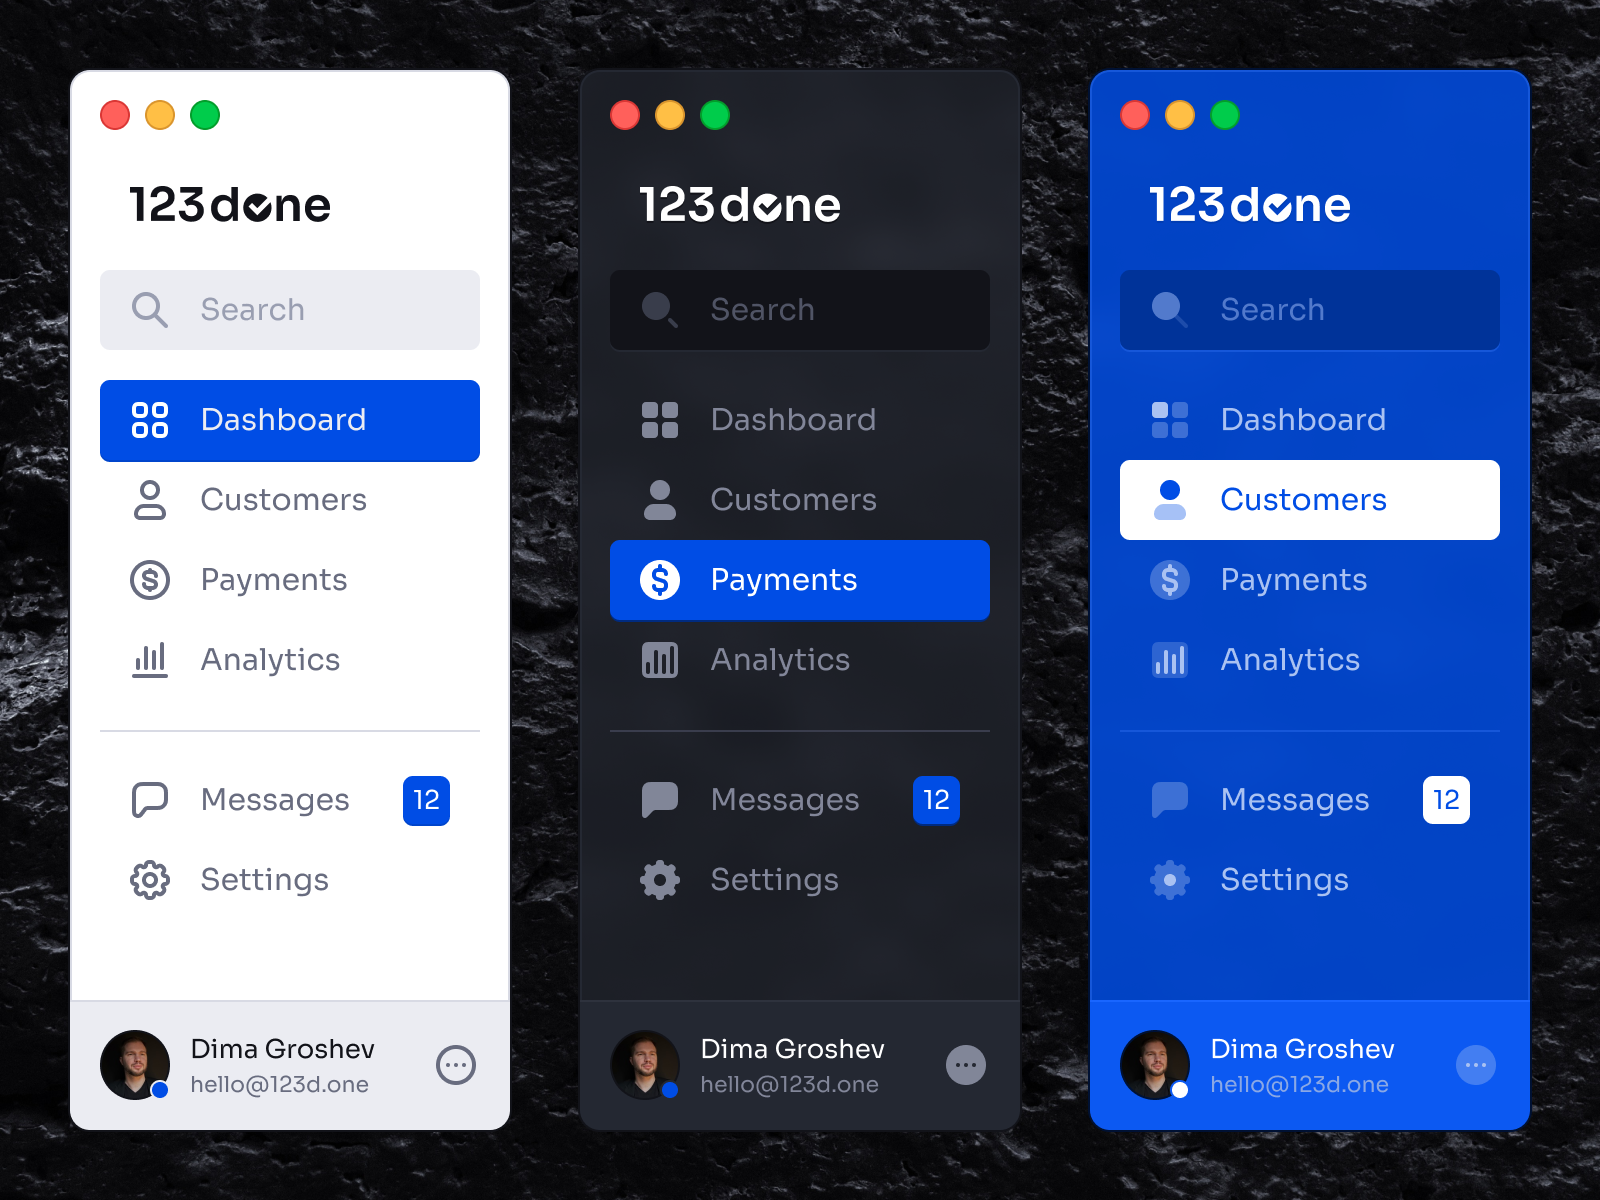 123done
Search
Dashboard
Customers
Payments
Analytics
Messages 12
Settings
Dima Groshev
hello@123d.one
123done
Search
Dashboard
Customers
Payments
Analytics
Messages 12
Settings
Dima Groshev
hello@123d.one
123done
Search
Dashboard
Customers
Payments
Analytics
Messages 12
Settings
Dima Groshev
hello@123d.one